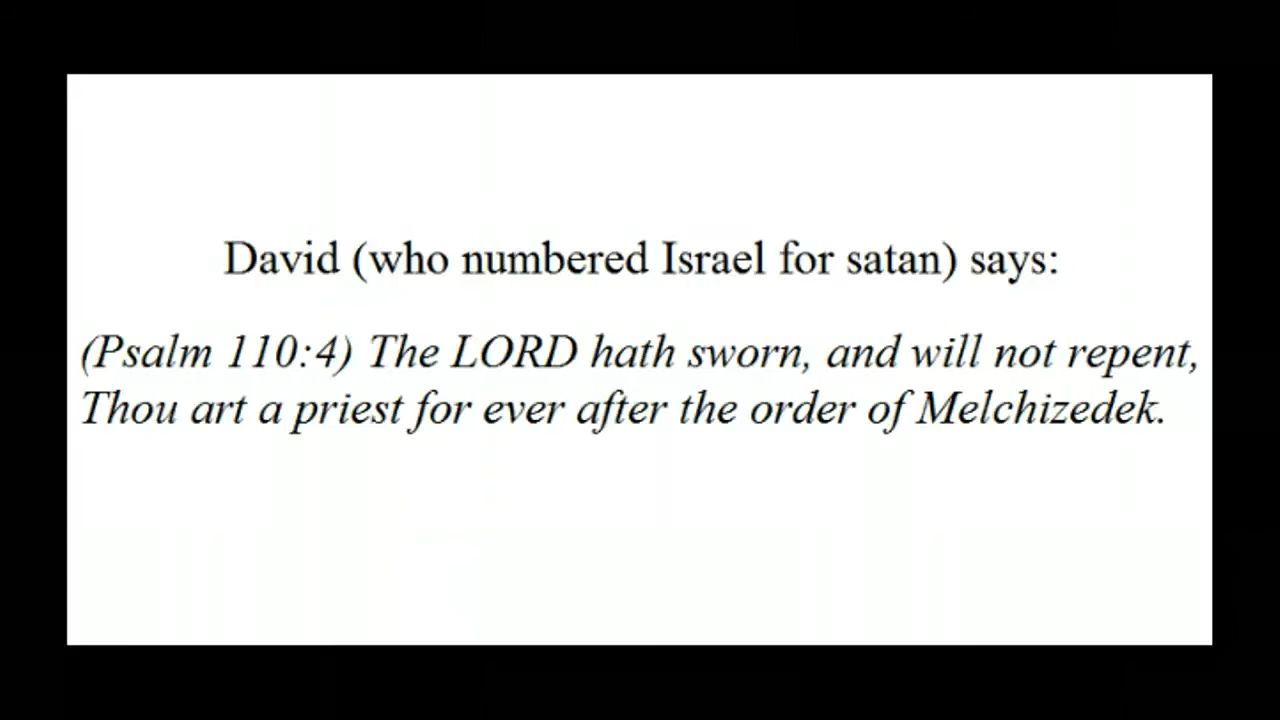 David (who numbered Israel for satan) says:
(Psalm 110:4) The LORD hath sworn, and will not repent,
Thou art a priest for ever after the order of Melchizedek.